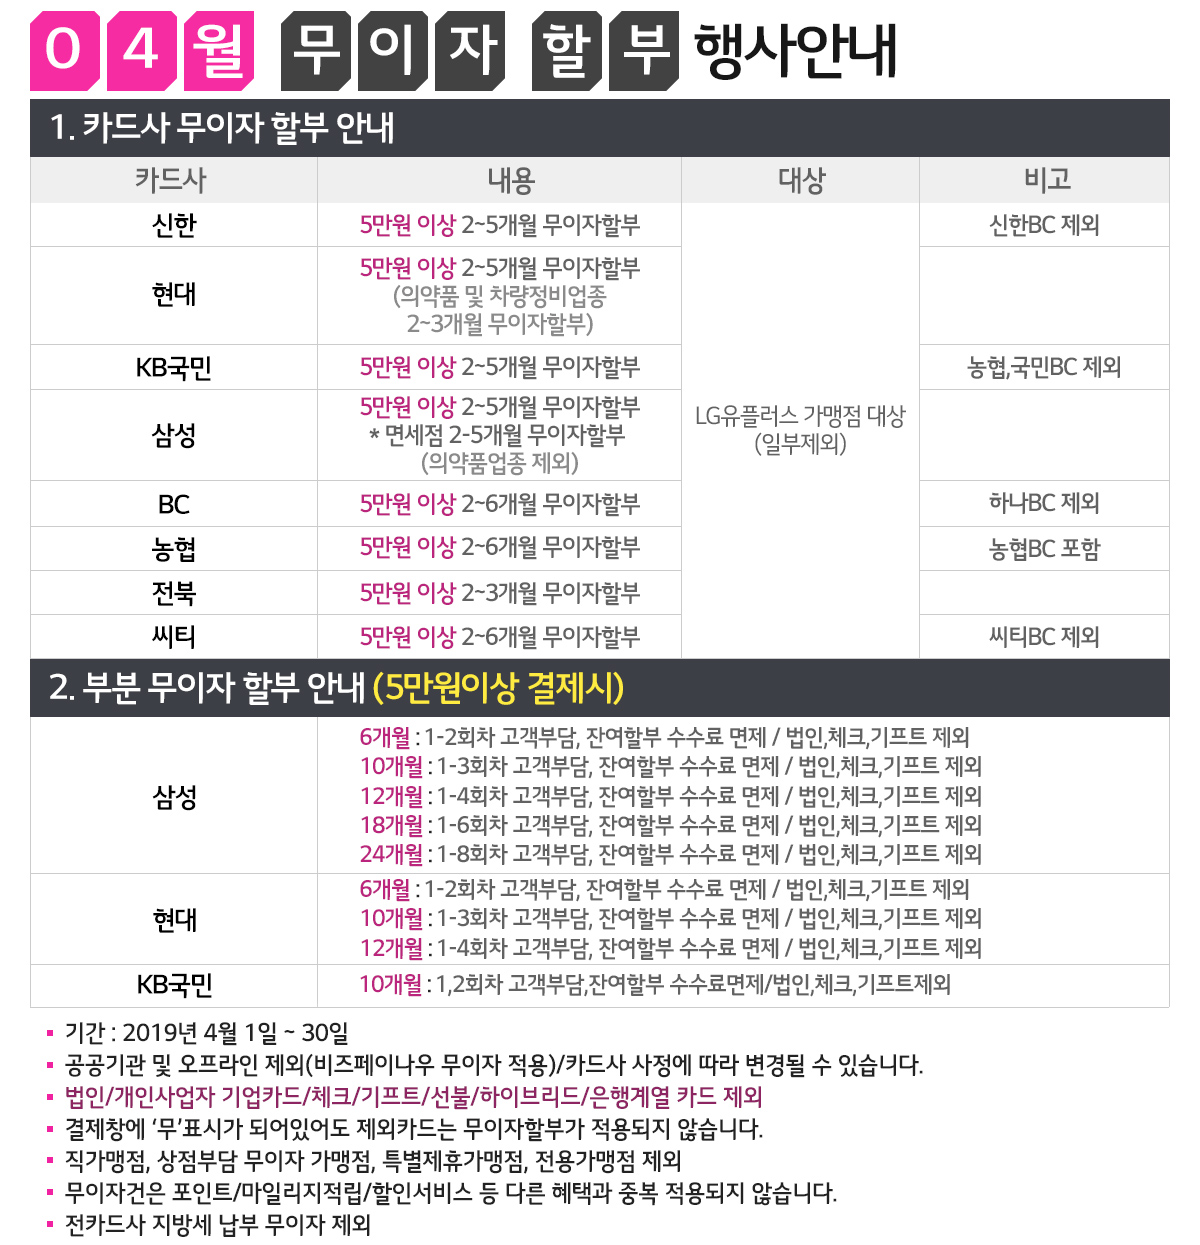 04월 무이자 할부 행사안내
1. 카드사 무이자 할부 안내
카드사 내용 대상 비고
신한 5만원 이상 2~5개월 무이자할부 신한BC 제외
현대 5만원 이상 2~5개월 무이자할부
(의약품 및 차량정비업종
2~3개월 무이자할부)
KB국민 5만원 이상 2~5개월 무이자할부 농협,국민BC 제외
삼성 5만원 이상 2~5개월 무이자할부
* 면세점 2-5개월 무이자할부
(의약품업종 제외)
LG유플러스 가맹점 대상
(일부제외)
BC 5만원 이상 2~6개월 무이자할부 하나BC 제외
농협 5만원 이상 2~6개월 무이자할부 농협BC 포함
전북 5만원 이상 2~3개월 무이자할부
씨티 5만원 이상 2~6개월 무이자할부 씨티BC 제외
2. 부분 무이자 할부 안내 (5만원이상 결제시)
삼성
6개월 : 1-2회차 고객부담, 잔여할부 수수료 면제 / 법인,체크,기프트 제외
10개월 : 1-3회차 고객부담, 잔여할부 수수료 면제 / 법인,체크,기프트 제외
12개월 : 1-4회차 고객부담, 잔여할부 수수료 면제 / 법인,체크,기프트 제외
18개월 : 1-6회차 고객부담, 잔여할부 수수료 면제 / 법인,체크,기프트 제외
24개월 : 1-8회차 고객부담, 잔여할부 수수료 면제 / 법인,체크,기프트 제외
현대
6개월 : 1-2회차 고객부담, 잔여할부 수수료 면제 / 법인,체크,기프트 제외
10개월 : 1-3회차 고객부담, 잔여할부 수수료 면제 / 법인,체크,기프트 제외
12개월 : 1-4회차 고객부담, 잔여할부 수수료 면제 / 법인,체크,기프트 제외
KB국민 10개월 : 1,2회차 고객부담,잔여할부 수수료면제/법인,체크,기프트제외
기간 : 2019년 4월 1일 ~ 30일
공공기관 및 오프라인 제외(비즈페이나우 무이자 적용)/카드사 사정에 따라 변경될 수 있습니다.
법인/개인사업자 기업카드/체크/기프트/선불/하이브리드/은행계열 카드 제외
결제창에 ‘무’표시가 되어있어도 제외카드는 무이자할부가 적용되지 않습니다.
직가맹점, 상점부담 무이자 가맹점, 특별제휴가맹점, 전용가맹점 제외
무이자건은 포인트/마일리지적립/할인서비스 등 다른 혜택과 중복 적용되지 않습니다.
전카드사 지방세 납부 무이자 제외